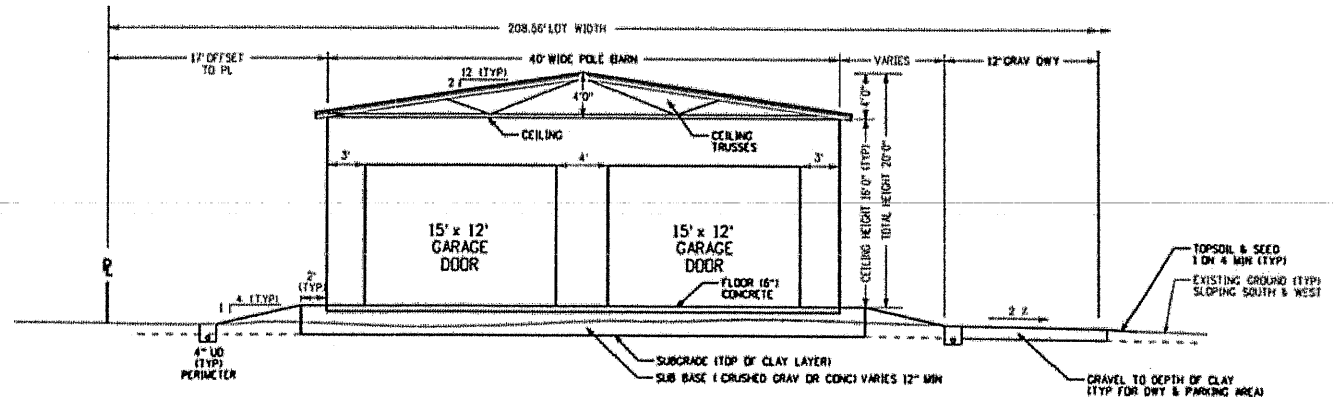 208.56' LOT WIDTH
17' OFFSET
TO PL
40' WIDE POLE BARN
VARIES
12' GRAV DWY
12 (TYP)
2
4'0"
4'0"
CEILING
CEILING
TRUSSES
3'
4'
3'
CEILING HEIGHT 16'0" (TYP)
TOTAL HEIGHT 20'0"
15' x 12'
GARAGE
DOOR
15' x 12'
GARAGE
DOOR
PL
2'
(TYP)
4 (TYP)
1
FLOOR (6")
CONCRETE
TOPSOIL & SEED
1 ON 4 MIN (TYP)
EXISTING GROUND (TYP)
SLOPING SOUTH & WEST
2 %
4" UD
(TYP)
PERIMETER
SUBGRADE (TOP OF CLAY LAYER)
SUB BASE (CRUSHED GRAV OR CONC) VARIES 12" MIN
GRAVEL TO DEPTH OF CLAY
(TYP FOR DWY & PARKING AREA)